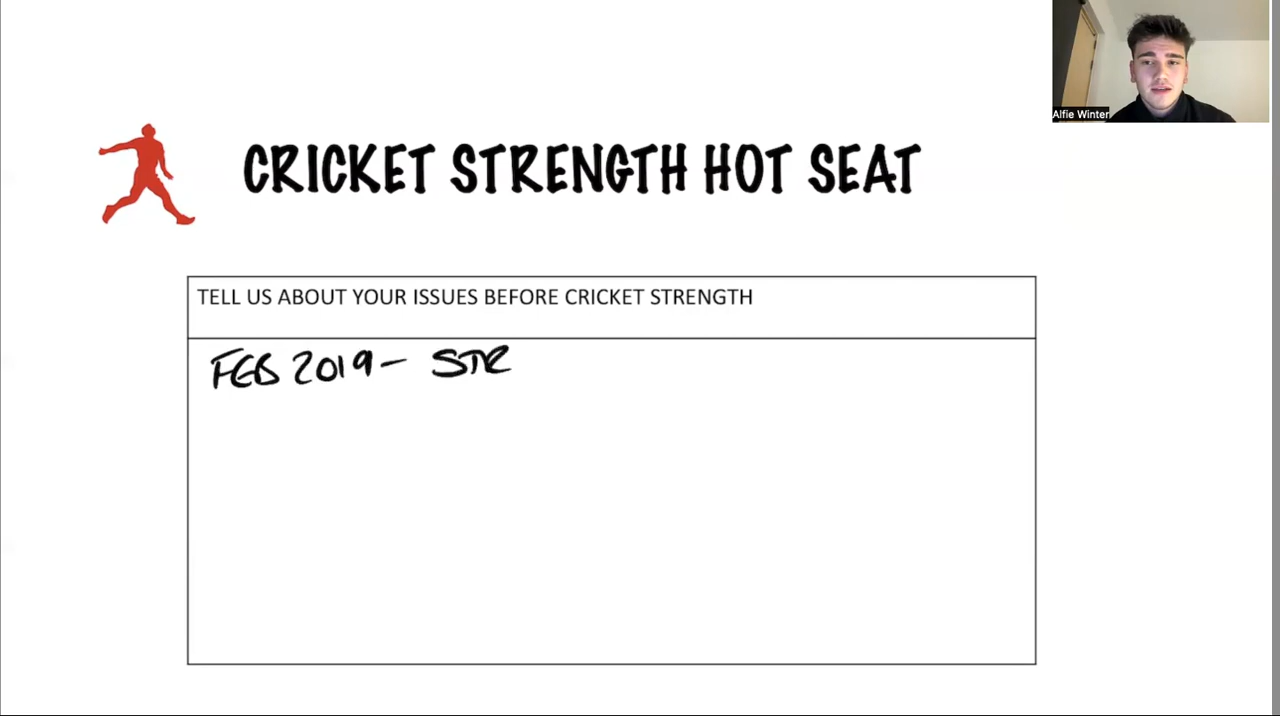 Alfie Winter
CRICKET STRENGTH HOT SEAT
TELL US ABOUT YOUR ISSUES BEFORE CRICKET STRENGTH
FEB 2019 - STR